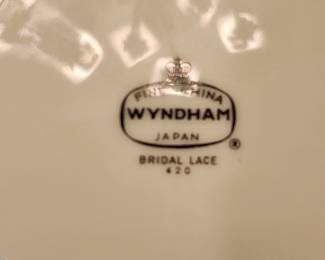 FINE CHINA
WYNDHAM
JAPAN
®
BRIDAL LACE
420